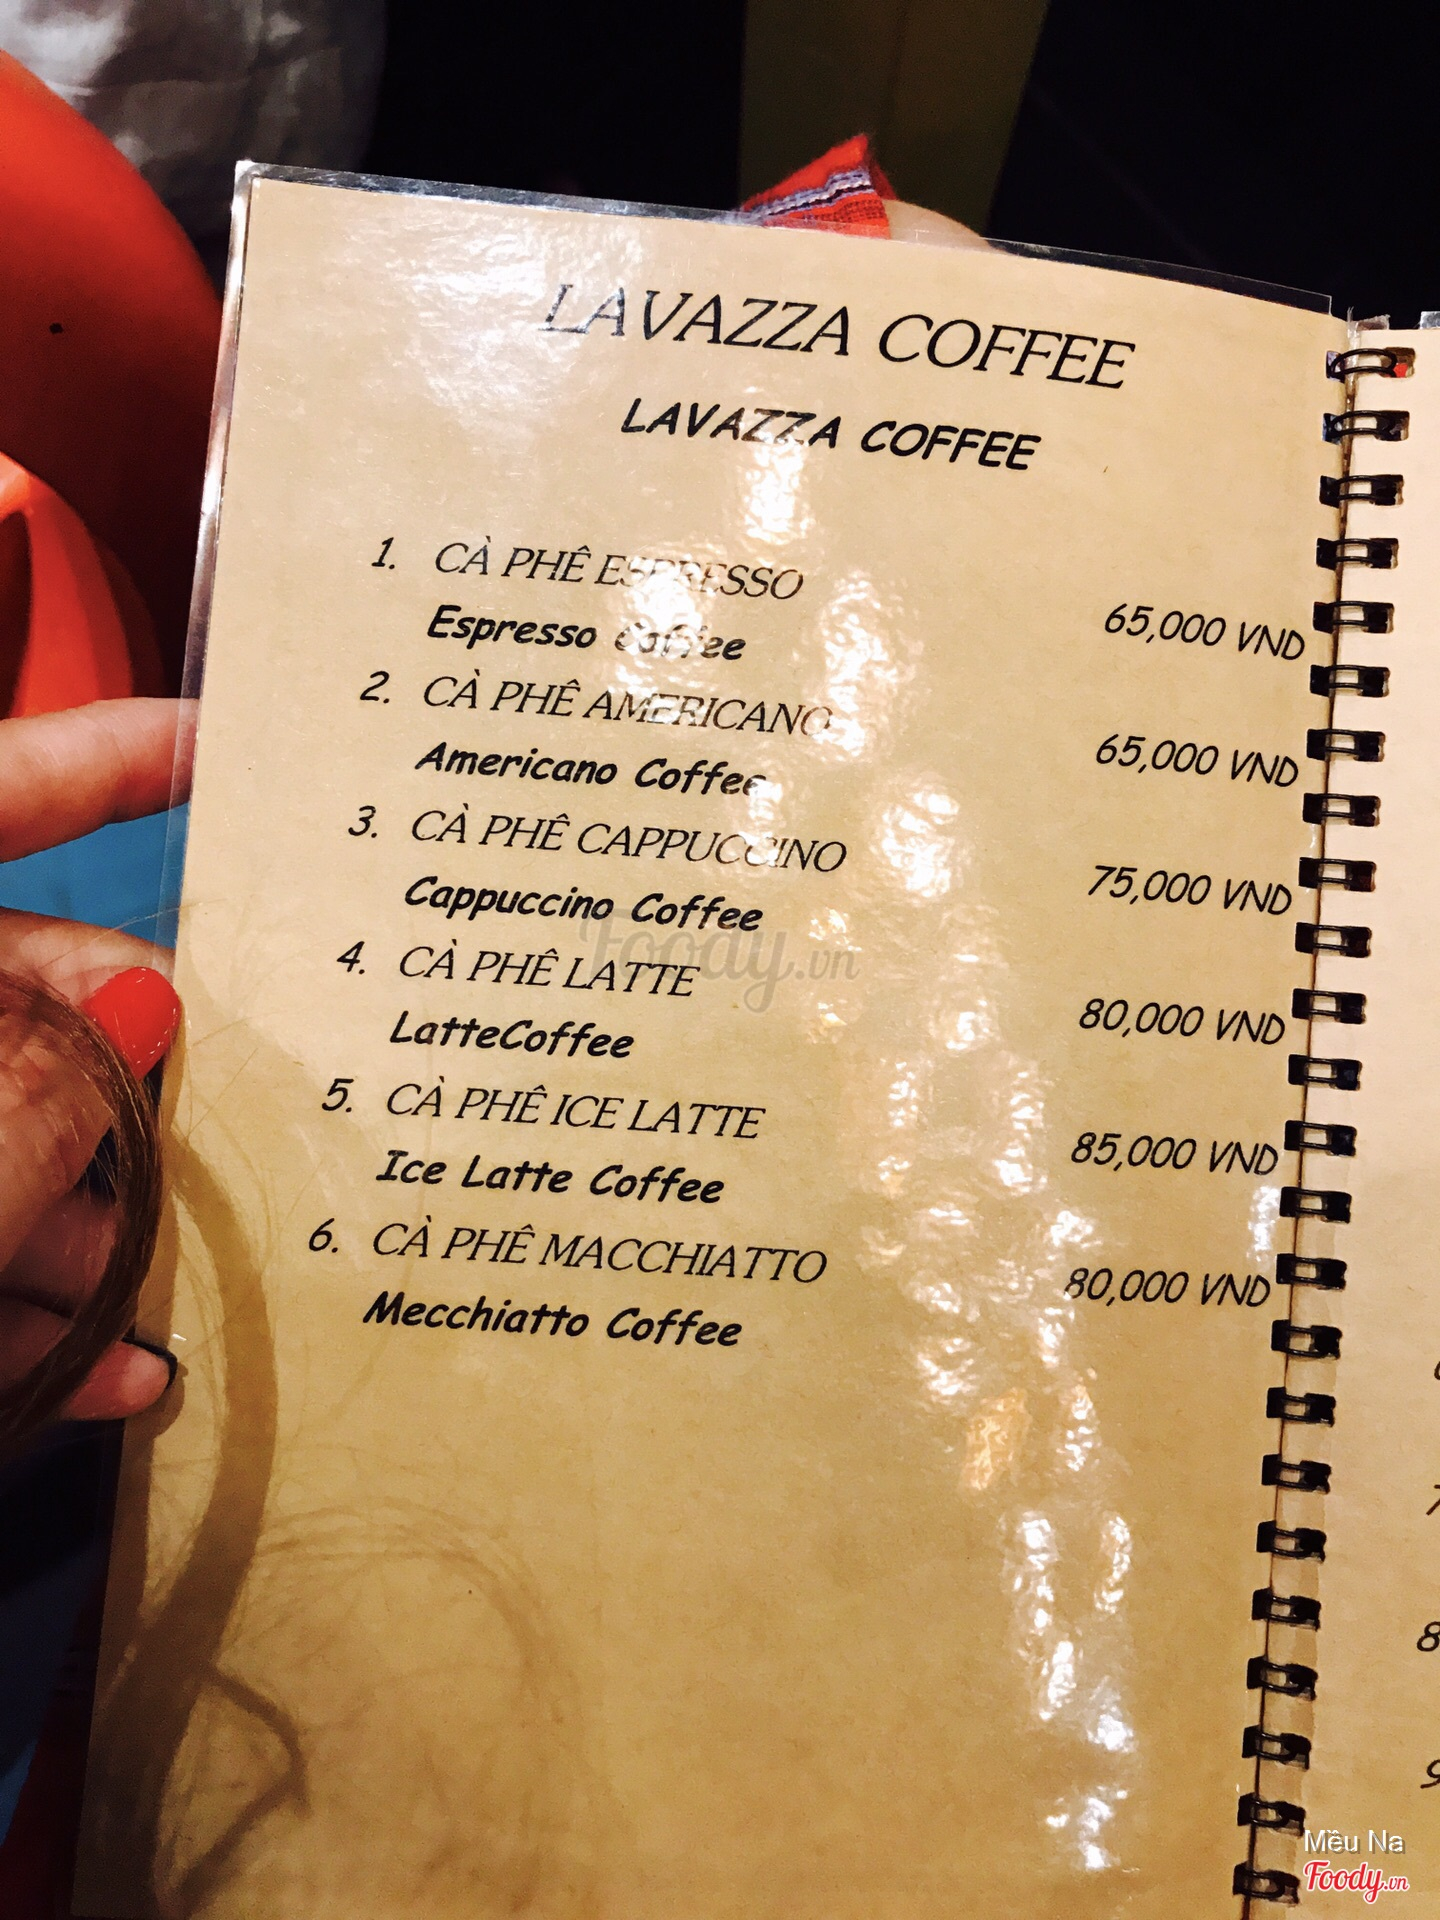 LAVAZZA COFFEE
LAVAZZA COFFEE
1. CÀ PHÊ ESPRESSO
Espresso Coffee
65,000 VND
2. CÀ PHÊ AMERICANO
Americano Coffee
65,000 VND
3. CÀ PHÊ CAPPUCCINO
Cappuccino Coffee
75,000 VND
4. CÀ PHÊ LATTE
LatteCoffee
80,000 VND
5. CÀ PHÊ ICE LATTE
Ice Latte Coffee
85,000 VND
6. CÀ PHÊ MACCHIATTO
Mecchiatto Coffee
80,000 VND
Foody.vn
Mều Na
Foody.vn